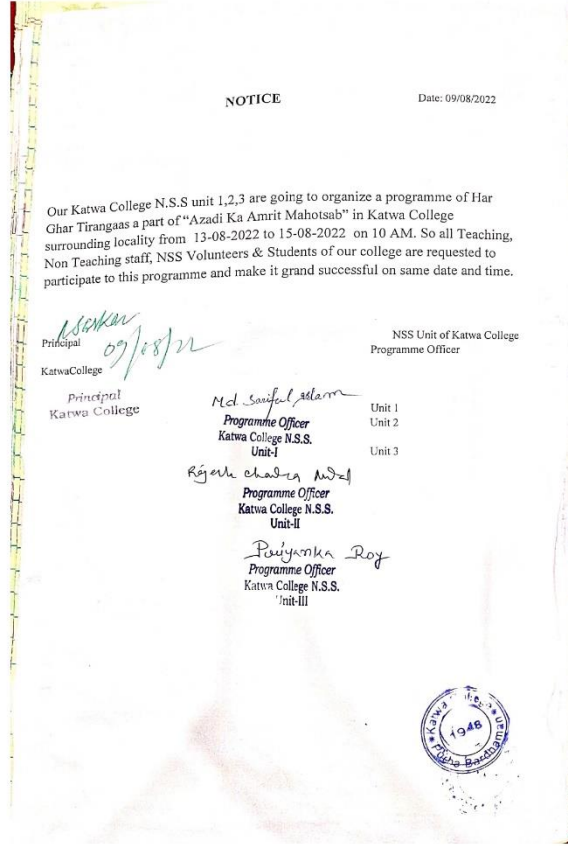 NOTICE
Date: 09/08/2022
Our Katwa College N.S.S unit 1,2,3 are going to organize a programme of Har
Ghar Tirangaas a part of “Azadi Ka Amrit Mahotsab” in Katwa College
surrounding locality from 13-08-2022 to 15-08-2022 on 10 AM. So all Teaching,
Non Teaching staff, NSS Volunteers & Students of our college are requested to
participate to this programme and make it grand successful on same date and time.
Principal
09/08/22
KatwaCollege
Principal
Katwa College
NSS Unit of Katwa College
Programme Officer
Unit 1
Unit 2
Unit 3
Md Sariful Islam
Programme Officer
Katwa College N.S.S.
Unit-I
Rajesh Chandra
Programme Officer
Katwa College N.S.S.
Unit-II
Priyanka Roy
Programme Officer
Katwa College N.S.S.
Unit-III
Katwa College
1948
Purba Bardhaman